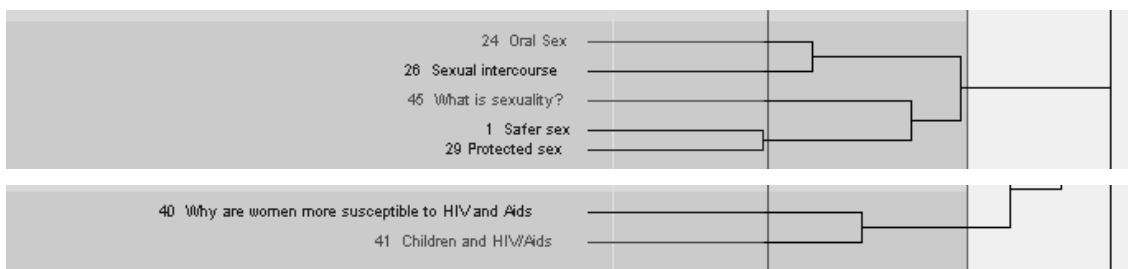 24 Oral Sex
26 Sexual intercourse
45 What is sexuality?
1 Safer sex
29 Protected sex
40 Why are women more susceptible to HIV and Aids
41 Children and HIV/Aids